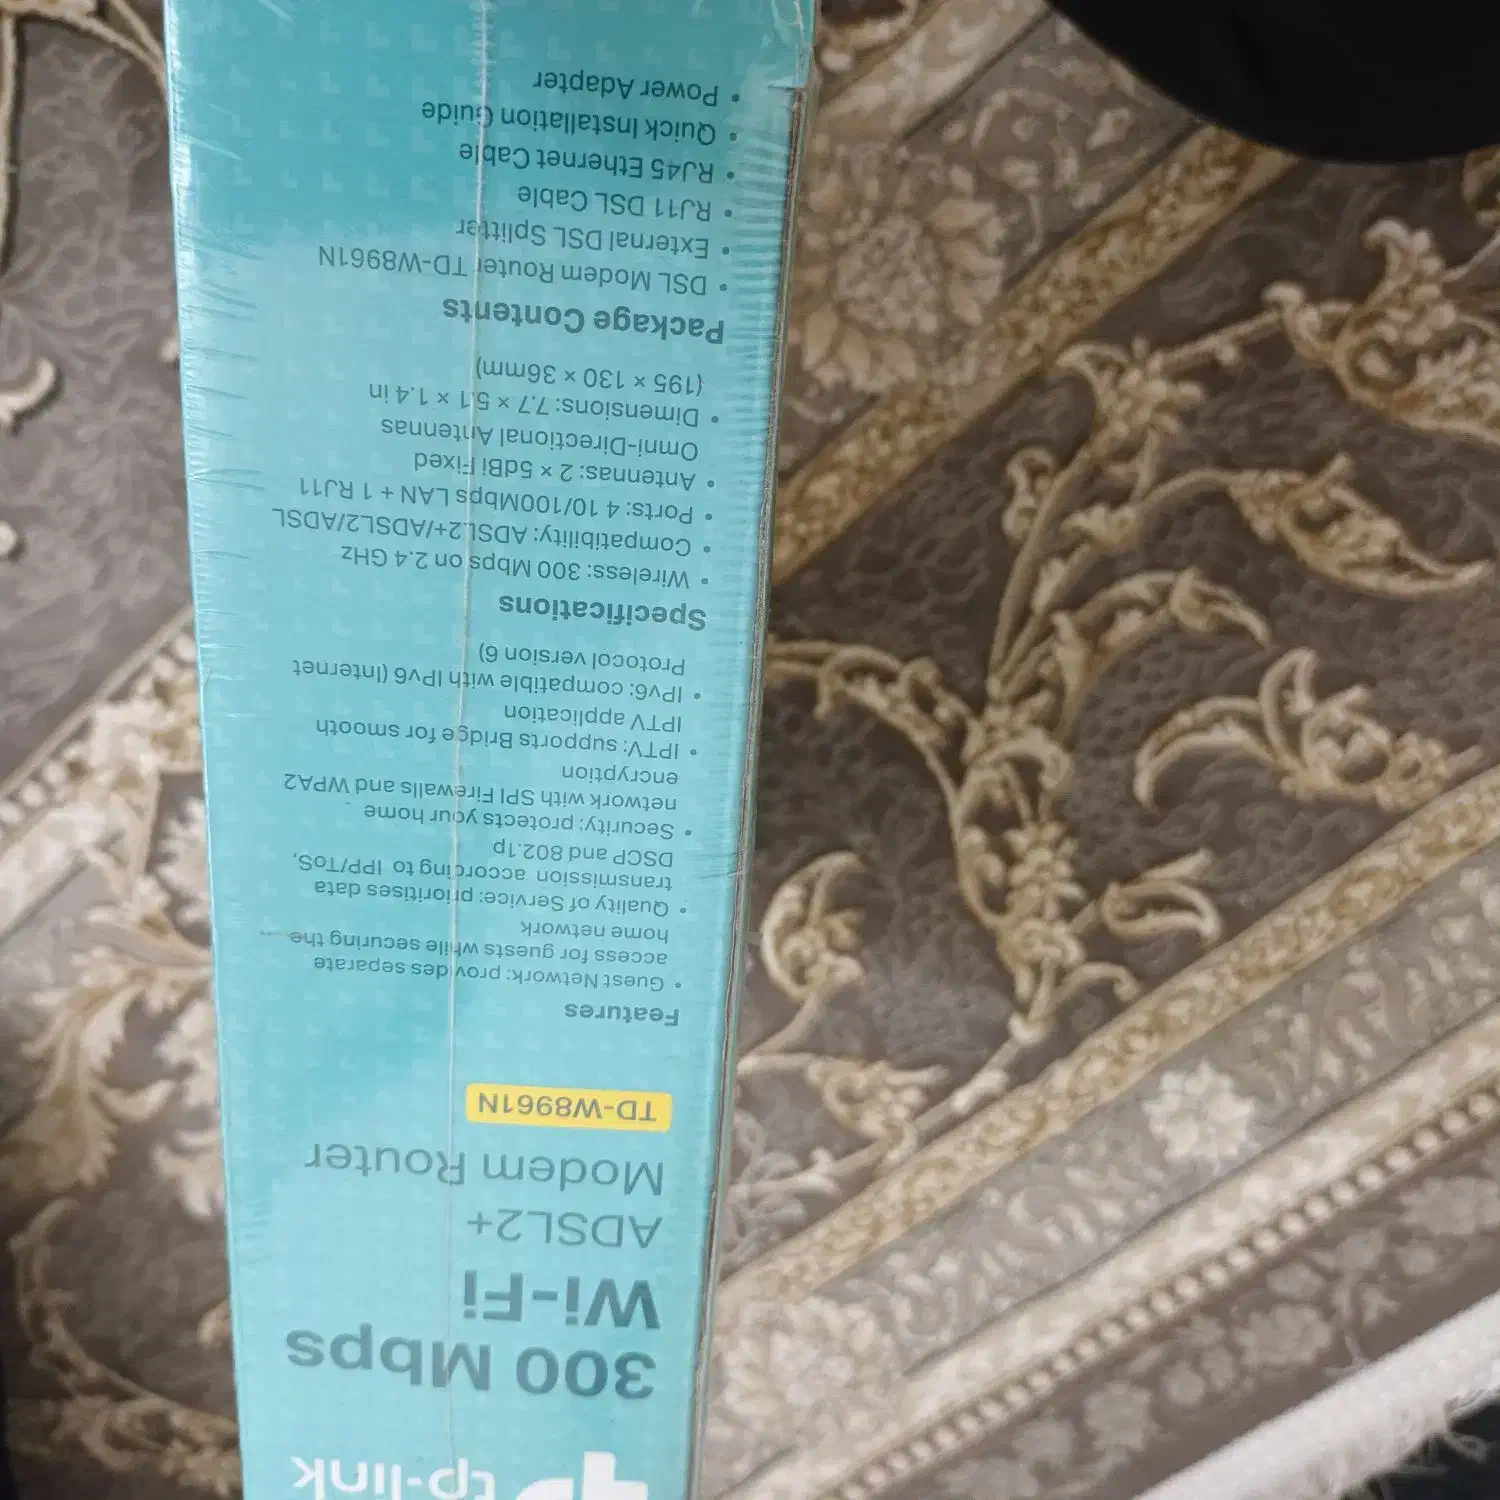 tp-link
300 Mbps
Wi-Fi
ADSL2+
Modem Router
TD-W8961N
Features
• Guest Network: provides separate
access for guests while securing the
home network
• Quality of Service: prioritises data
transmission according to IPP/ToS,
DSCP and 802.1p
• Security: protects your home
network with SPI Firewalls and WPA2
encryption
• IPTV: supports Bridge for smooth
IPTV application
• IPv6: compatible with IPv6 (Internet
Protocol version 6)
Specifications
• Wireless: 300 Mbps on 2.4 GHz
• Compatibility: ADSL2+/ADSL2/ADSL
• Ports: 4 10/100Mbps LAN + 1 RJ11
• Antennas: 2 × 5dBi Fixed
Omni-Directional Antennas
• Dimensions: 7.7 × 5.1 × 1.4 in
(195 × 130 × 36mm)
Package Contents
• DSL Modem Router TD-W8961N
• External DSL Splitter
• RJ11 DSL Cable
• RJ45 Ethernet Cable
• Quick Installation Guide
• Power Adapter